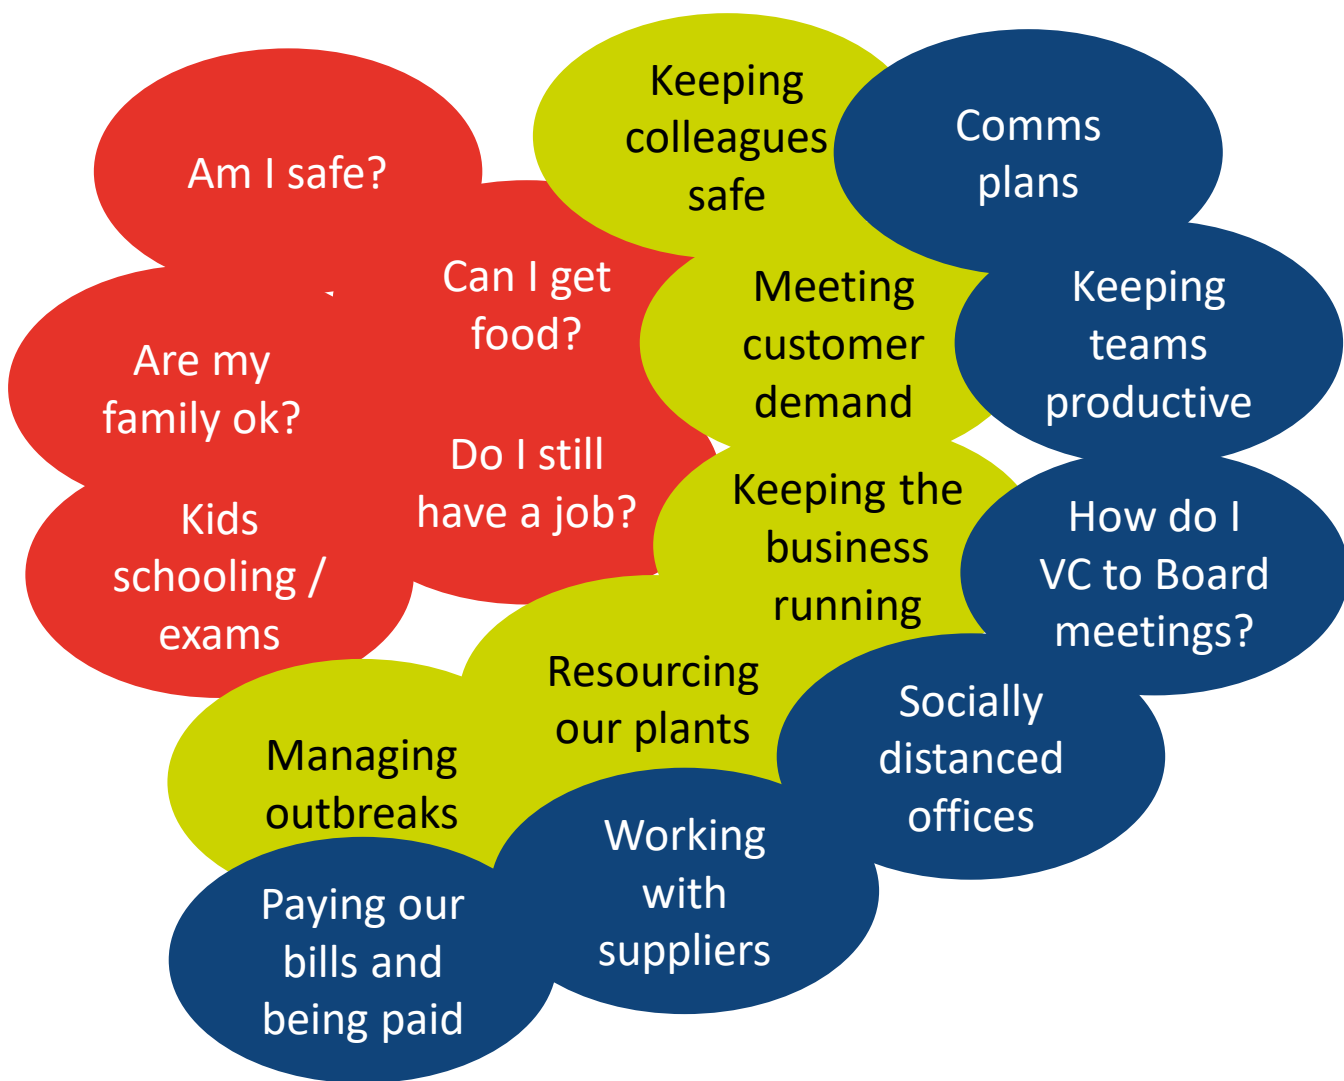 Am I safe?
Can I get
food?
Are my
family ok?
Do I still
have a job?
Kids
schooling /
exams
Keeping
colleagues
safe
Meeting
customer
demand
Keeping the
business
running
Resourcing
our plants
Managing
outbreaks
Comms
plans
Keeping
teams
productive
How do I
VC to Board
meetings?
Socially
distanced
offices
Working
with
suppliers
Paying our
bills and
being paid